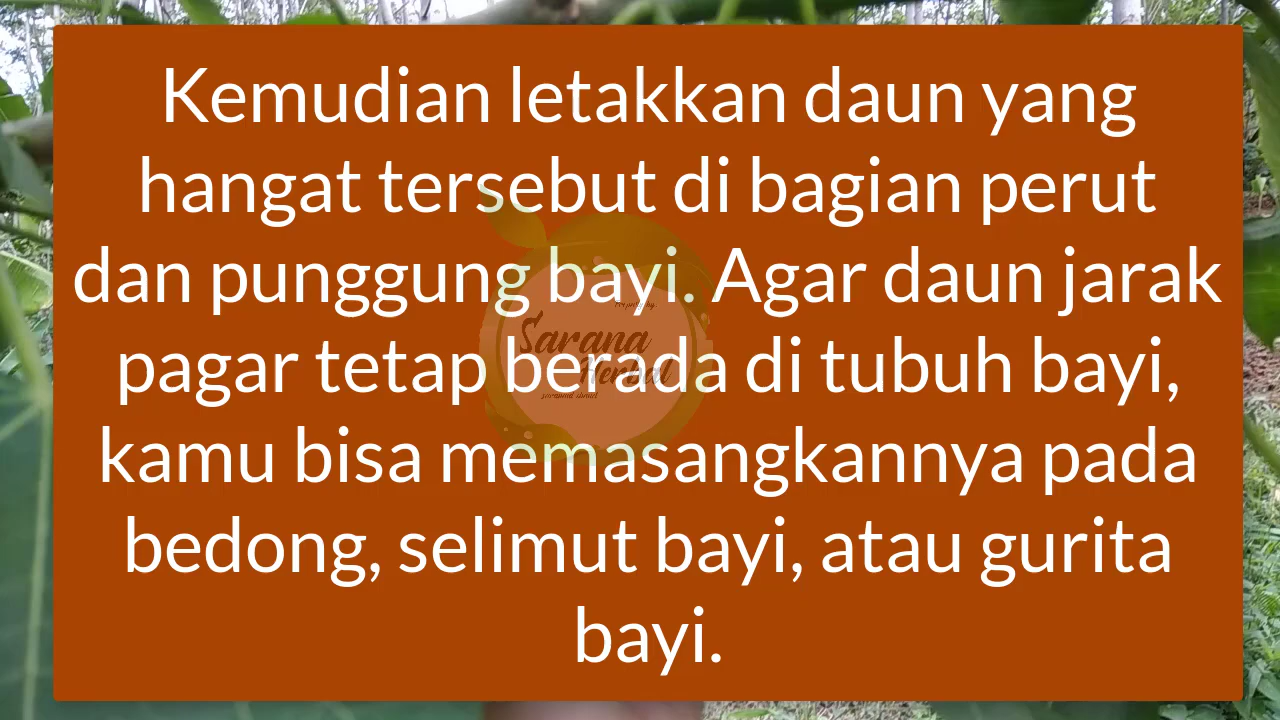 Kemudian letakkan daun yang
hangat tersebut di bagian perut
dan punggung bayi. Agar daun jarak
pagar tetap berada di tubuh bayi,
kamu bisa memasangkannya pada
bedong, selimut bayi, atau gurita
bayi.
Sarana
Herbal